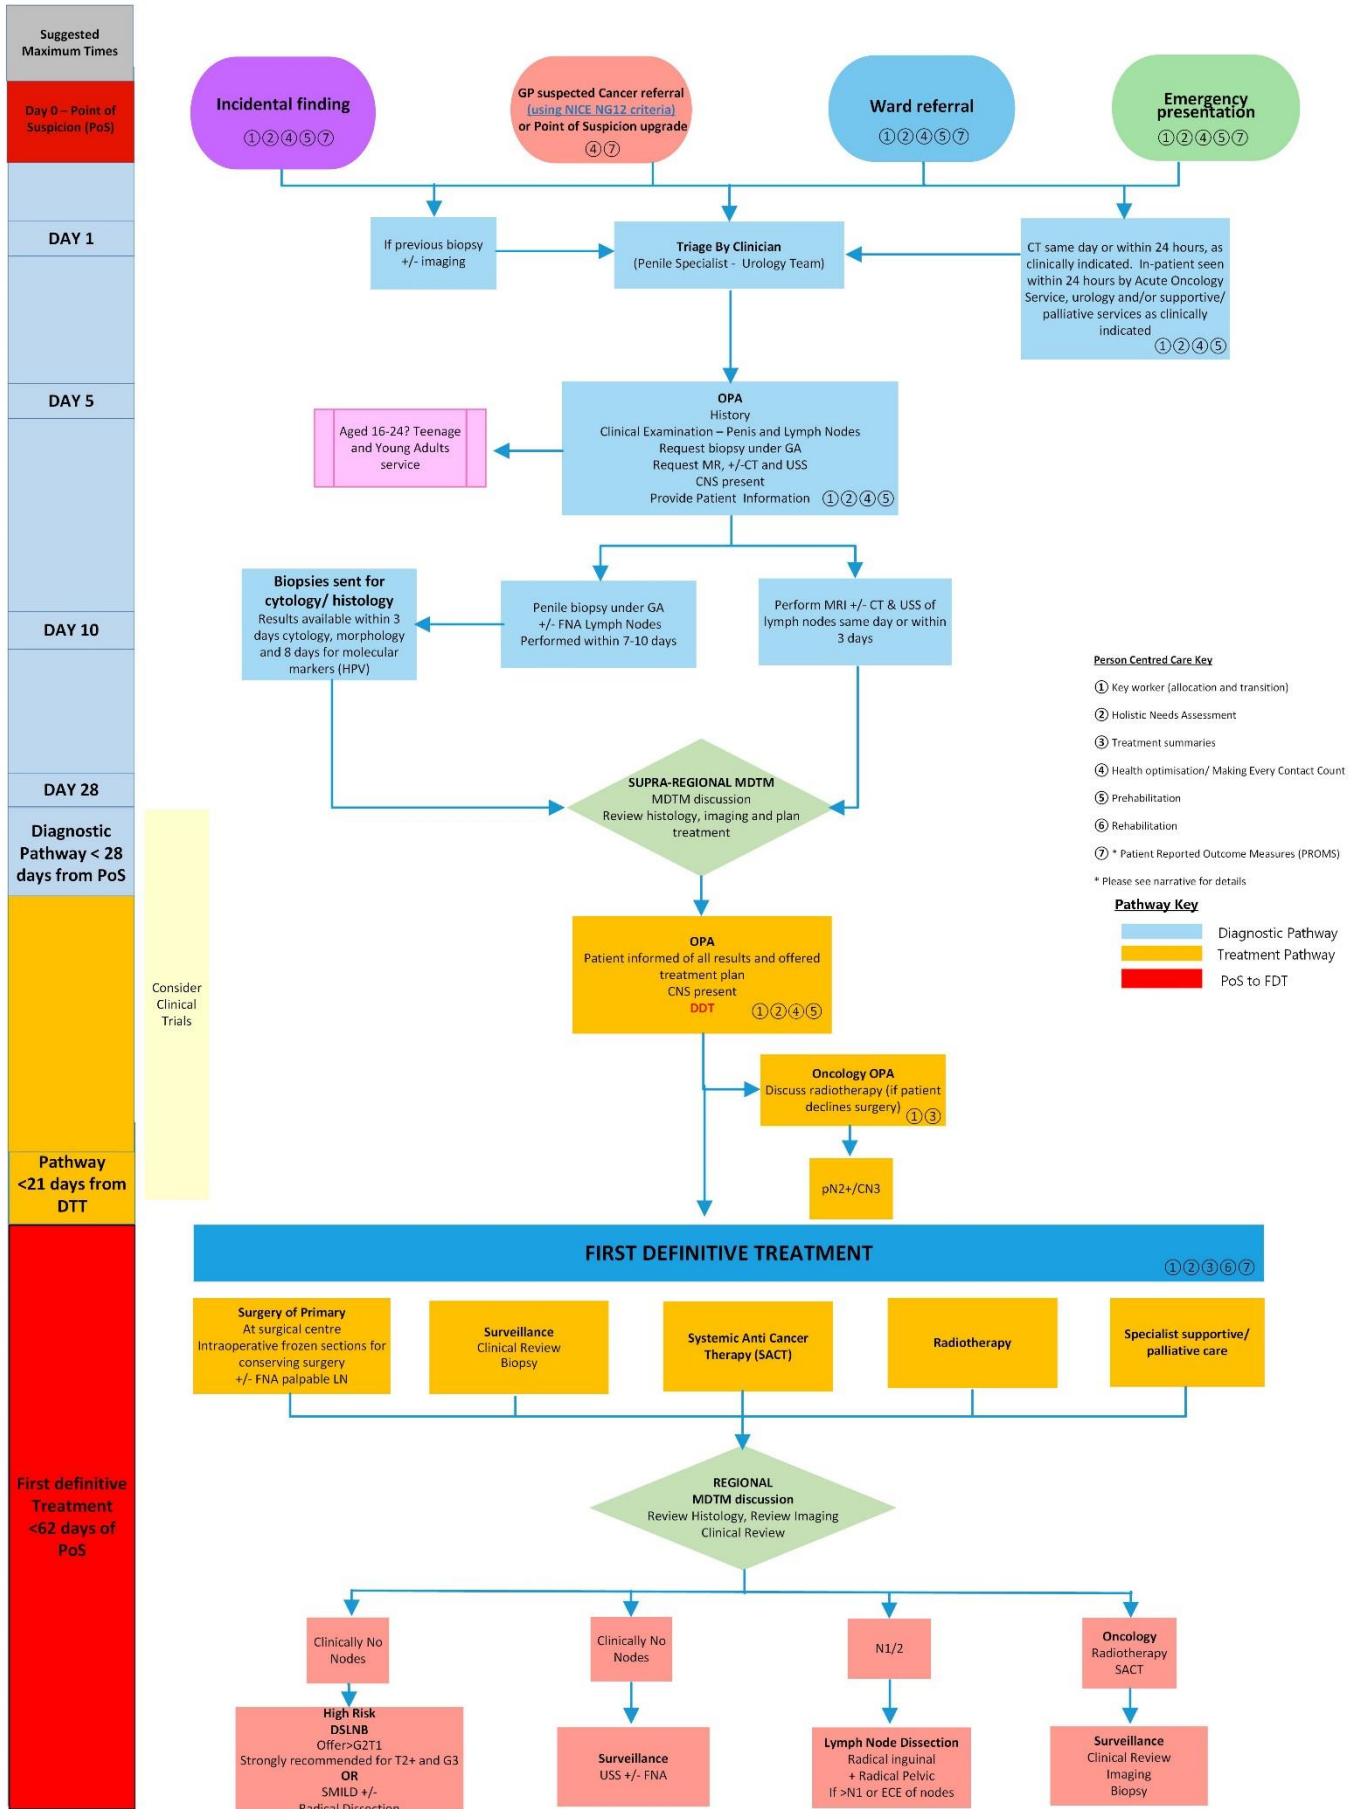 Suggested
Maximum Times
Day 0 – Point of
Suspicion (PoS)
DAY 1
DAY 5
DAY 10
DAY 28
Diagnostic
Pathway < 28
days from PoS
Pathway
<21 days from
DTT
First definitive
Treatment
<62 days of
PoS
Consider
Clinical
Trials
Incidental finding
①②④⑤⑦
GP suspected Cancer referral
(using NICE NG12 criteria)
or Point of Suspicion upgrade
④⑦
Ward referral
①②④⑤⑦
Emergency
presentation
①②④⑤⑦
If previous biopsy
+/- imaging
Triage By Clinician
(Penile Specialist - Urology Team)
CT same day or within 24 hours, as
clinically indicated. In-patient seen
within 24 hours by Acute Oncology
Service, urology and/or supportive/
palliative services as clinically
indicated
①②④⑤
Aged 16-24? Teenage
and Young Adults
service
OPA
History
Clinical Examination – Penis and Lymph Nodes
Request biopsy under GA
Request MR, +/-CT and USS
CNS present
Provide Patient Information ①②④⑤
Biopsies sent for
cytology/ histology
Results available within 3
days cytology, morphology
and 8 days for molecular
markers (HPV)
Penile biopsy under GA
+/- FNA Lymph Nodes
Performed within 7-10 days
Perform MRI +/- CT & USS of
lymph nodes same day or within
3 days
Person Centred Care Key
① Key worker (allocation and transition)
② Holistic Needs Assessment
③ Treatment summaries
④ Health optimisation/ Making Every Contact Count
⑤ Prehabilitation
⑥ Rehabilitation
⑦ * Patient Reported Outcome Measures (PROMS)
* Please see narrative for details
Pathway Key
Diagnostic Pathway
Treatment Pathway
PoS to FDT
SUPRA-REGIONAL MDTM
MDTM discussion
Review histology, imaging and plan
treatment
OPA
Patient informed of all results and offered
treatment plan
CNS present
DDT ①②④⑤
Oncology OPA
Discuss radiotherapy (if patient
declines surgery) ①③
pN2+/CN3
FIRST DEFINITIVE TREATMENT
①②③⑥⑦
Surgery of Primary
At surgical centre
Intraoperative frozen sections for
conserving surgery
+/- FNA palpable LN
Surveillance
Clinical Review
Biopsy
Systemic Anti Cancer
Therapy (SACT)
Radiotherapy
Specialist supportive/
palliative care
REGIONAL
MDTM discussion
Review Histology, Review Imaging
Clinical Review
Clinically No
Nodes
Clinically No
Nodes
N1/2
Oncology
Radiotherapy
SACT
High Risk
DSLNB
Offer>G2T1
Strongly recommended for T2+ and G3
OR
SMILD +/-
Radical Dissection
Surveillance
USS +/- FNA
Lymph Node Dissection
Radical inguinal
+ Radical Pelvic
If >N1 or ECE of nodes
Surveillance
Clinical Review
Imaging
Biopsy